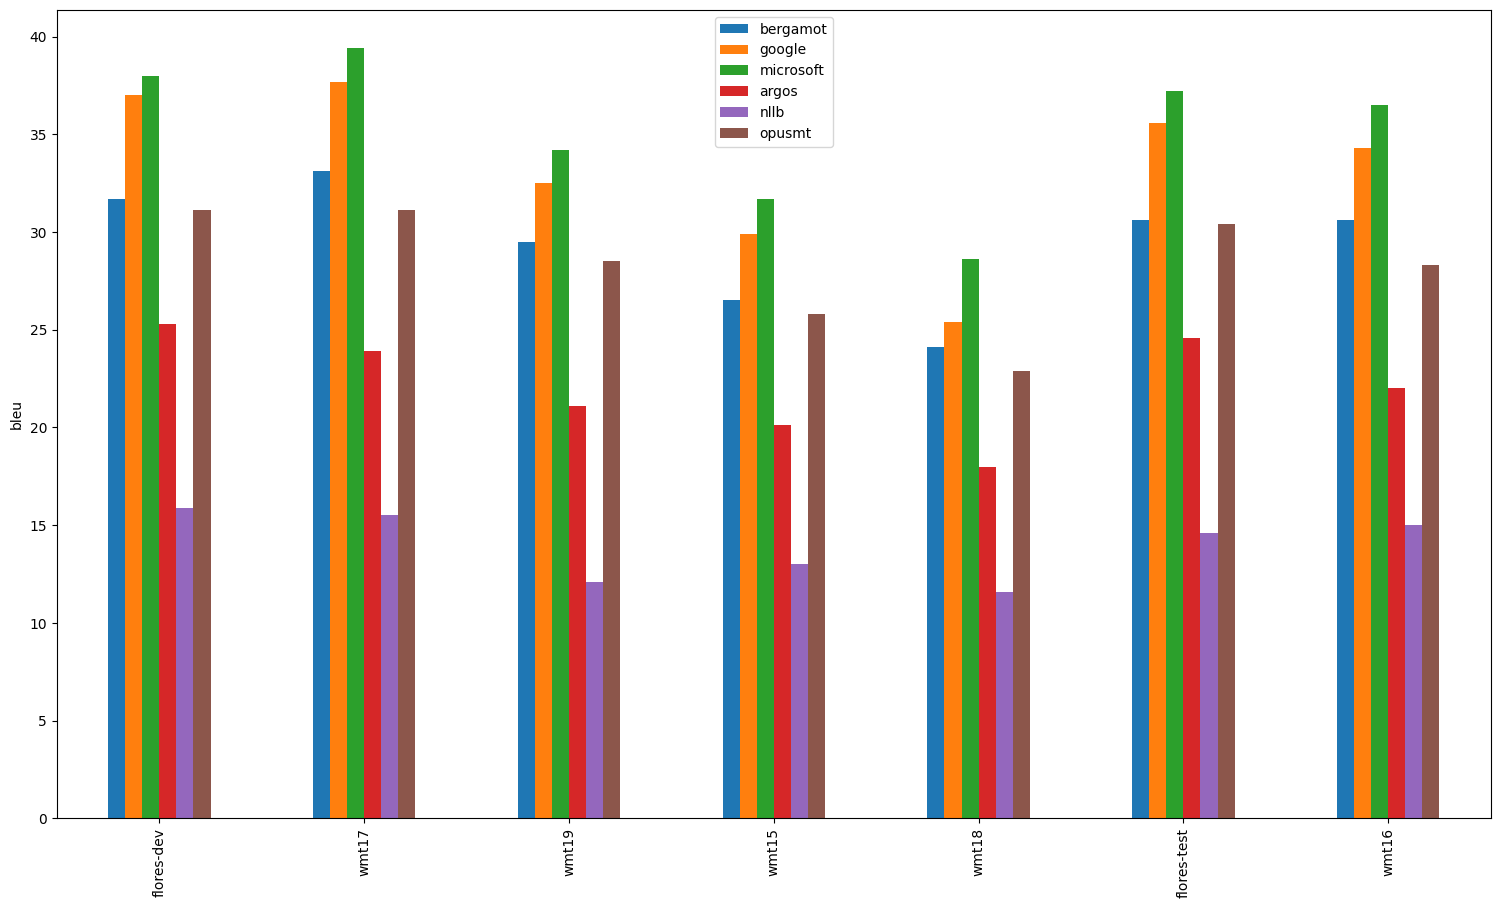 bergamot
google
microsoft
argos
nllb
opusmt
40
35
30
25
20
15
10
5
0
bleu
flores-dev
wmt17
wmt19
wmt15
wmt18
flores-test
wmt16